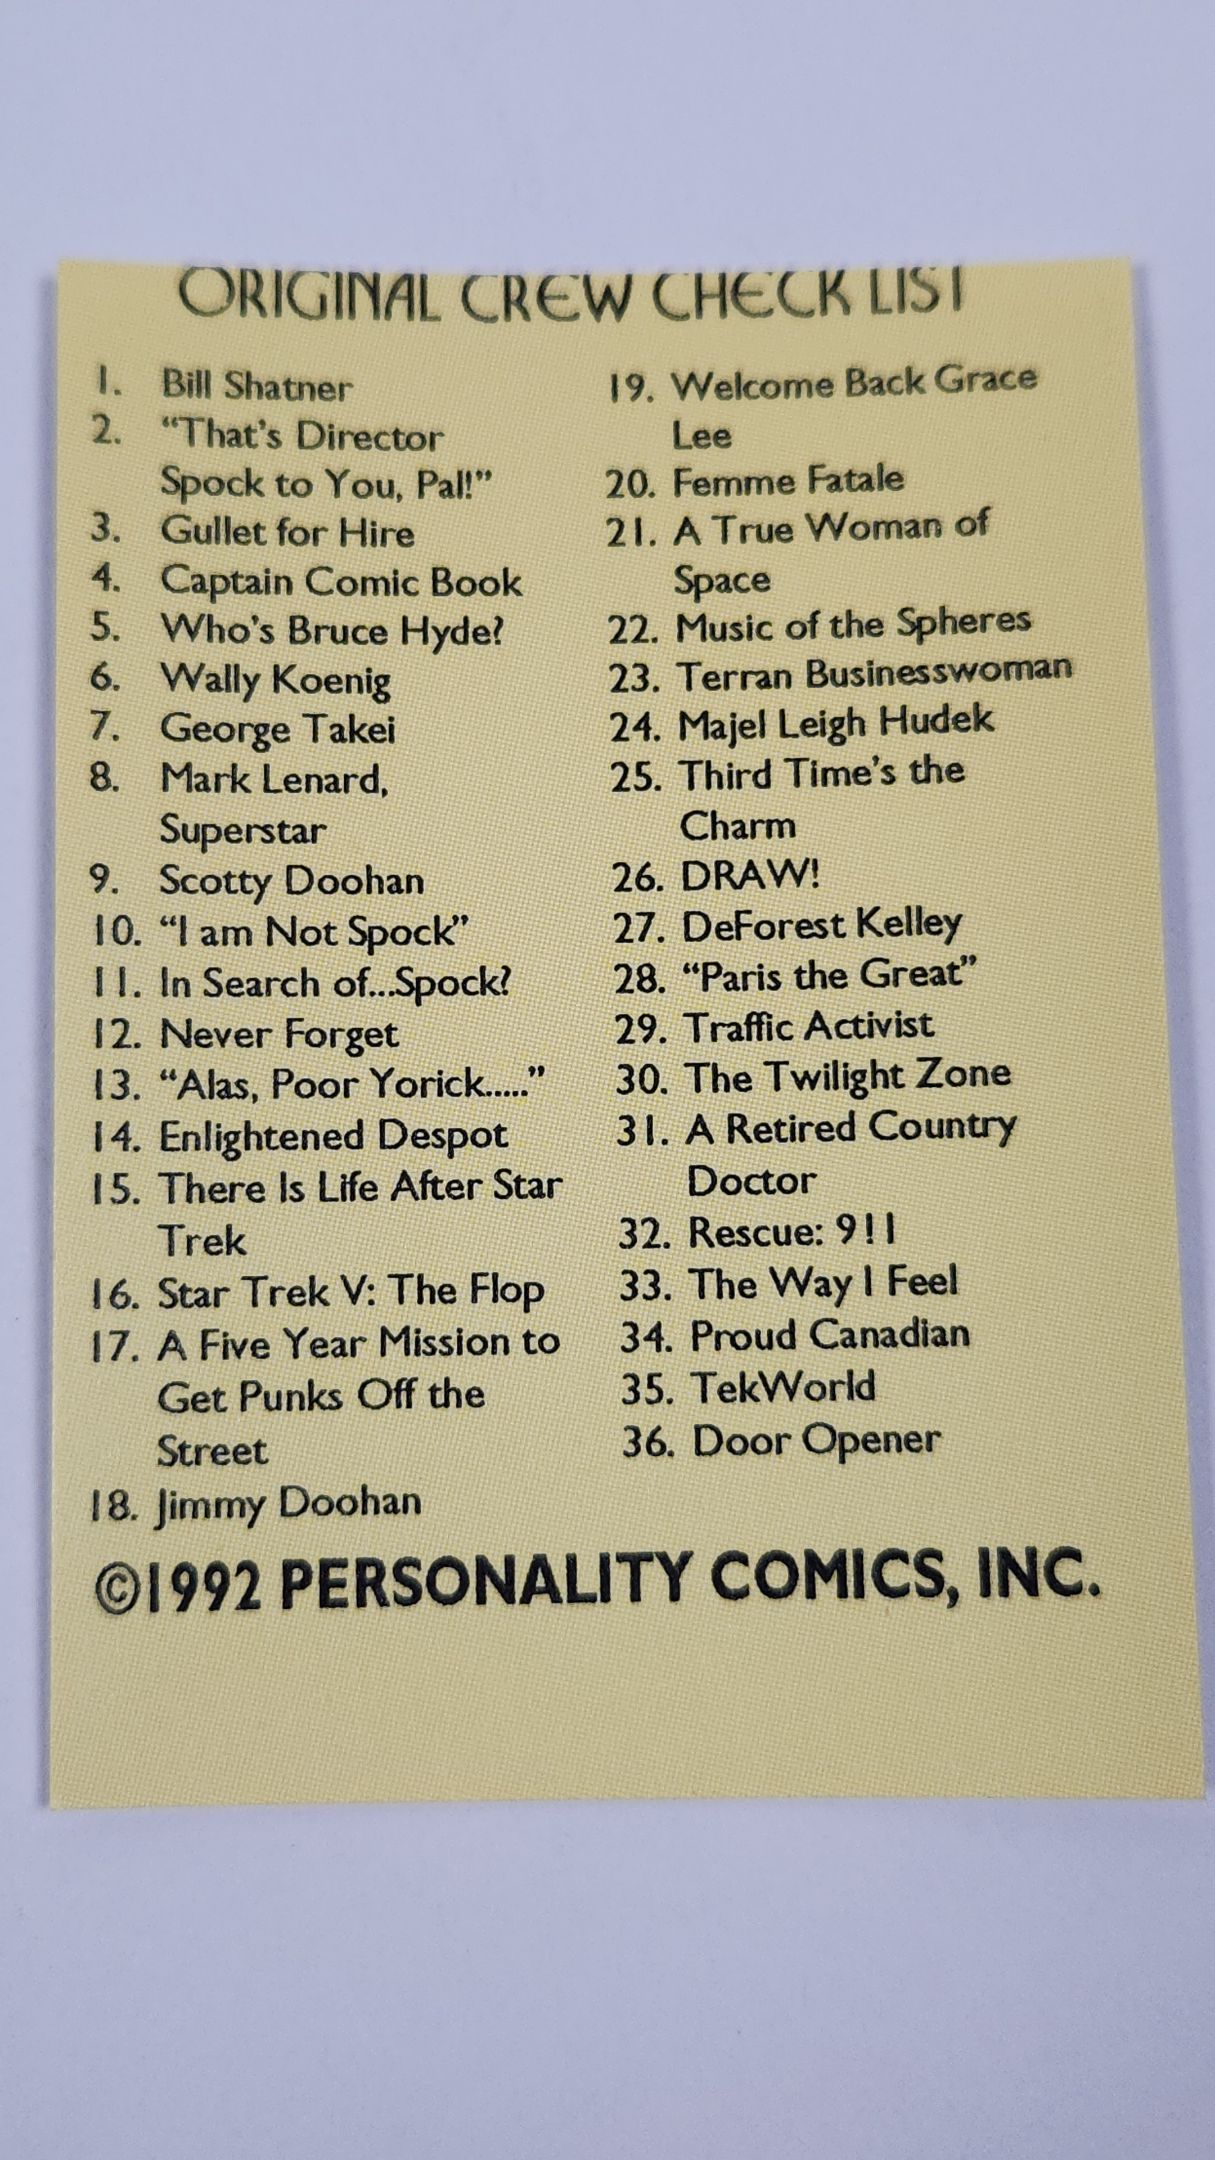 ORIGINAL CREW CHECK LIST
1. Bill Shatner
2. “That’s Director
Spock to You, Pal!”
3. Gullet for Hire
4. Captain Comic Book
5. Who’s Bruce Hyde?
6. Wally Koenig
7. George Takei
8. Mark Lenard,
Superstar
9. Scotty Doohan
10. “I am Not Spock”
11. In Search of...Spock?
12. Never Forget
13. “Alas, Poor Yorick.....”
14. Enlightened Despot
15. There Is Life After Star
Trek
16. Star Trek V: The Flop
17. A Five Year Mission to
Get Punks Off the
Street
18. Jimmy Doohan
19. Welcome Back Grace
Lee
20. Femme Fatale
21. A True Woman of
Space
22. Music of the Spheres
23. Terran Businesswoman
24. Majel Leigh Hudek
25. Third Time’s the
Charm
26. DRAW!
27. DeForest Kelley
28. “Paris the Great”
29. Traffic Activist
30. The Twilight Zone
31. A Retired Country
Doctor
32. Rescue: 911
33. The Way I Feel
34. Proud Canadian
35. TekWorld
36. Door Opener
©1992 PERSONALITY COMICS, INC.